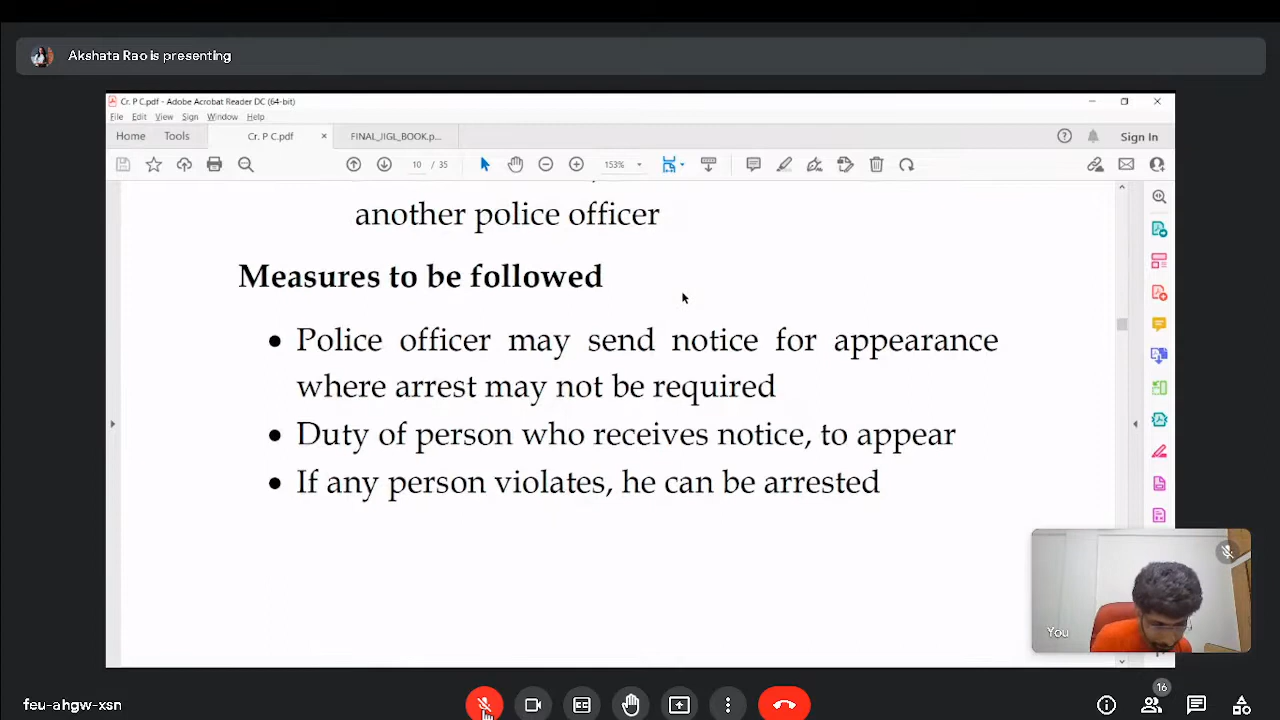 Akshata Rao is presenting
Cr. P C.pdf - Adobe Acrobat Reader DC (64-bit)
File Edit View Sign Window Help
Home Tools Cr. P C.pdf × FINAL_JIGL_BOOK.p... Sign In
10 / 35 153%
another police officer
Measures to be followed
• Police officer may send notice for appearance
where arrest may not be required
• Duty of person who receives notice, to appear
• If any person violates, he can be arrested
You
feu-ahgw-xsn
16